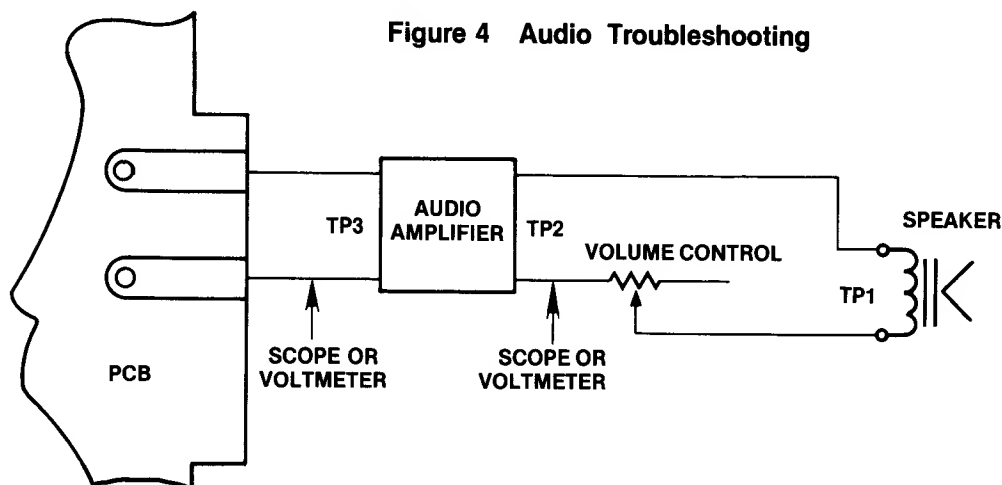 Figure 4 Audio Troubleshooting
TP3
AUDIO
AMPLIFIER
TP2
VOLUME CONTROL
SPEAKER
TP1
SCOPE OR
VOLTMETER
SCOPE OR
VOLTMETER
PCB